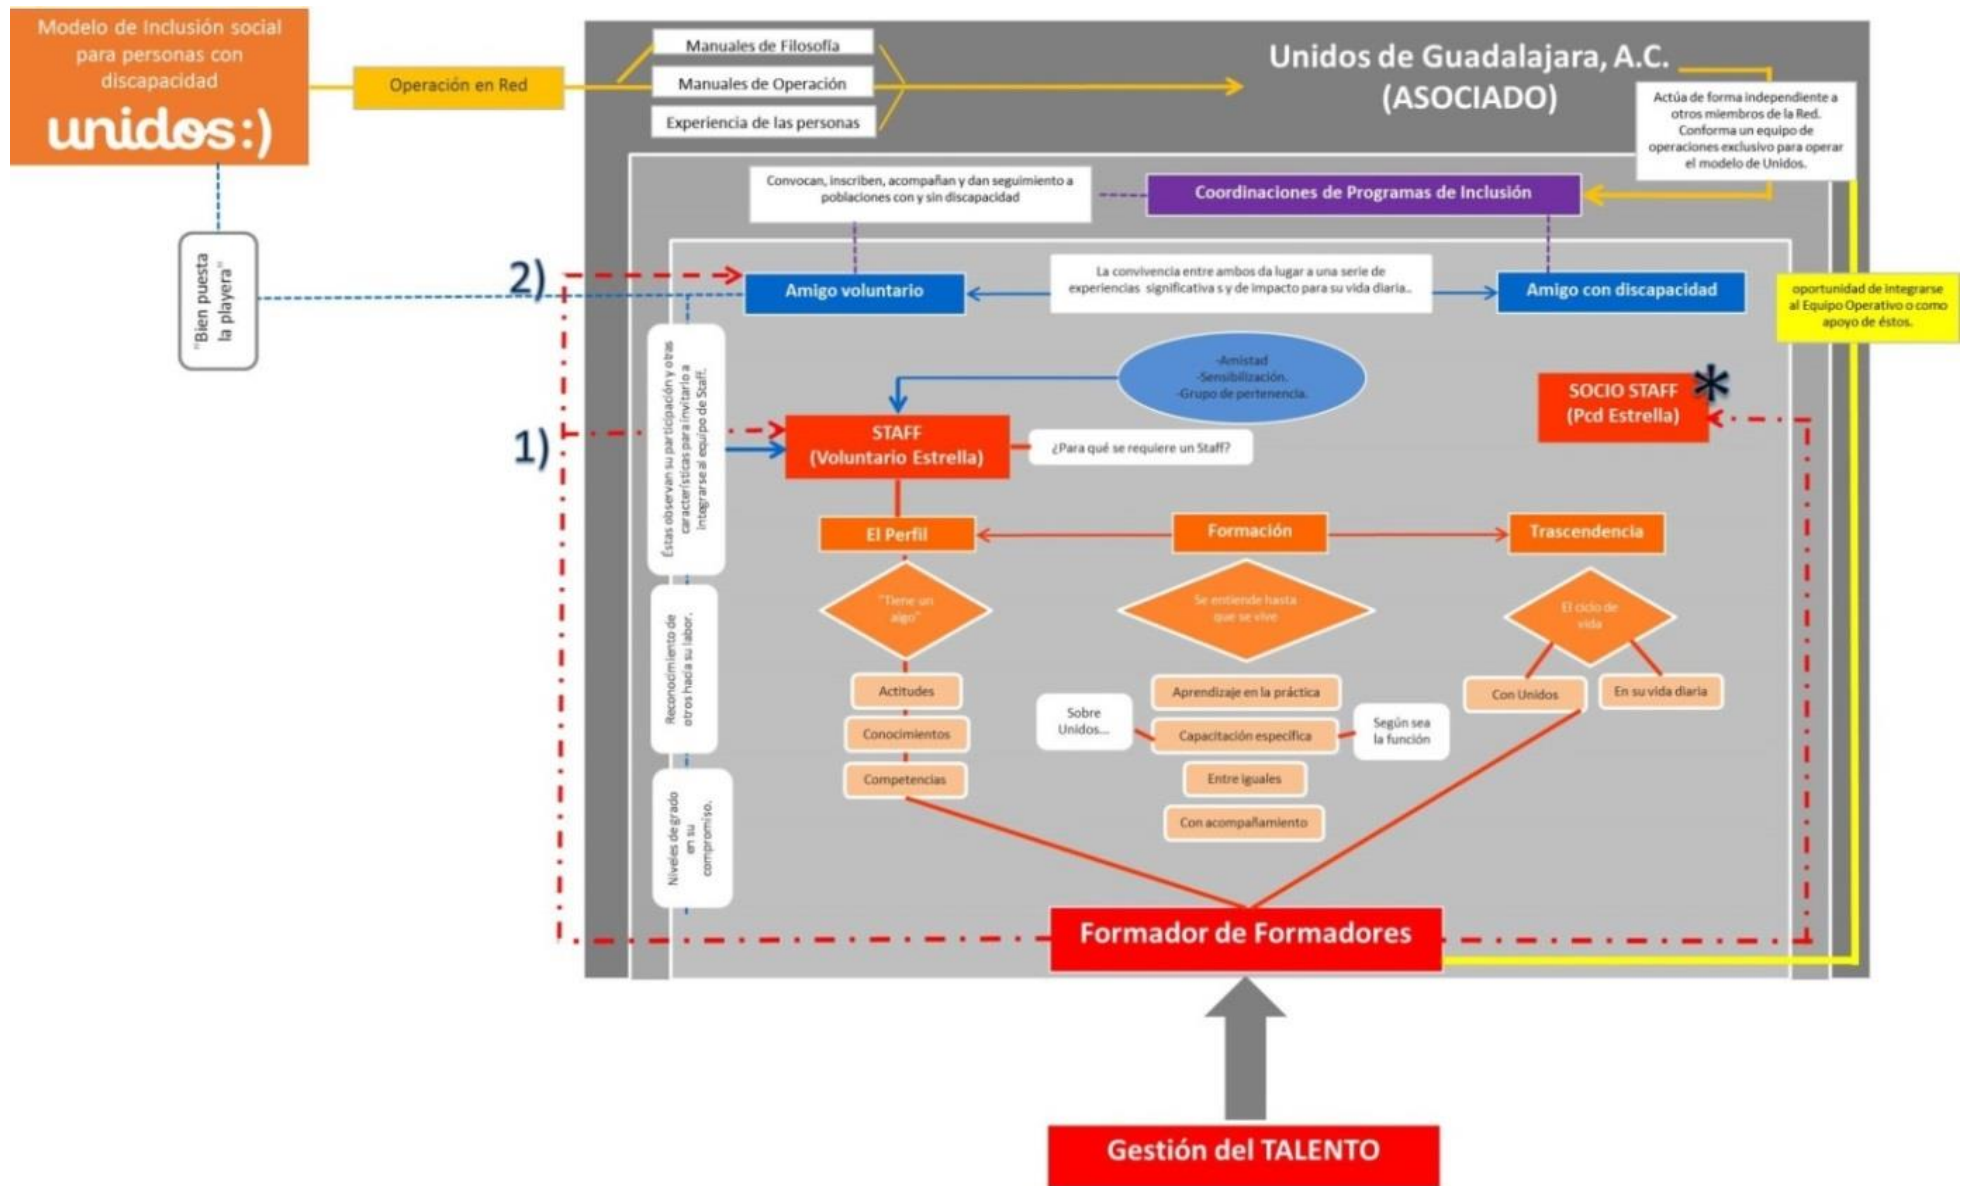 Modelo de Inclusión social
para personas con
discapacidad
unidos:)
Operación en Red
Manuales de Filosofía
Manuales de Operación
Experiencia de las personas
Unidos de Guadalajara, A.C.
(ASOCIADO)
Actúa de forma independiente a
otros miembros de la Red.
Conforma un equipo de
operaciones exclusivo para operar
el modelo de Unidos.
Convocan, inscriben, acompañan y dan seguimiento a
poblaciones con y sin discapacidad
Coordinaciones de Programas de Inclusión
"Bien puesta
la playera"
2)
Amigo voluntario
La convivencia entre ambos da lugar a una serie de
experiencias significativa s y de impacto para su vida diaria..
Amigo con discapacidad
oportunidad de integrarse
al Equipo Operativo o como
apoyo de éstos.
Éstas observan su participación y otras
características para invitarlo a
integrarse al equipo de Staff.
-Amistad
-Sensibilización.
-Grupo de pertenencia.
SOCIO STAFF
(Pcd Estrella)
*
1)
STAFF
(Voluntario Estrella)
¿Para qué se requiere un Staff?
El Perfil
Formación
Trascendencia
"Tiene un
algo"
Se entiende hasta
que se vive
El ciclo de
vida
Reconocimiento de
otros hacia su labor.
Actitudes
Conocimientos
Competencias
Aprendizaje en la práctica
Sobre
Unidos...
Capacitación específica
Según sea
la función
Entre iguales
Con acompañamiento
Con Unidos
En su vida diaria
Niveles de grado
en su
compromiso.
Formador de Formadores
Gestión del TALENTO